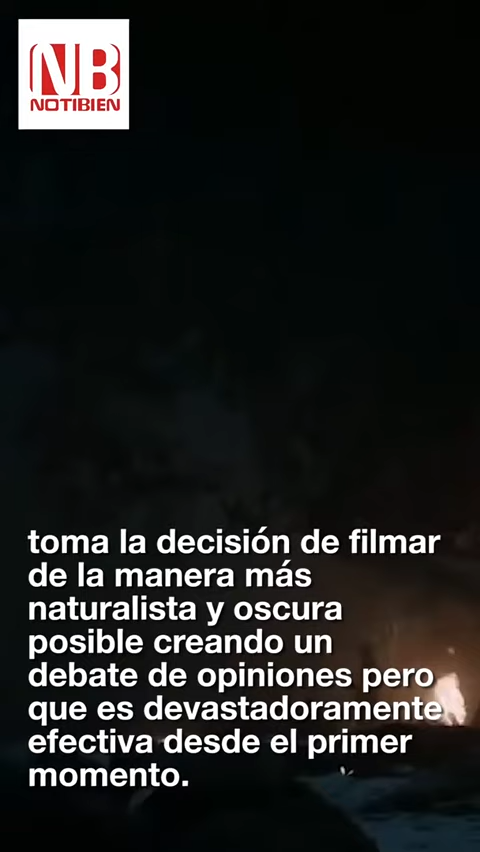 NB
NOTIBIEN
toma la decisión de filmar
de la manera más
naturalista y oscura
posible creando un
debate de opiniones pero
que es devastadoramente
efectiva desde el primer
momento.